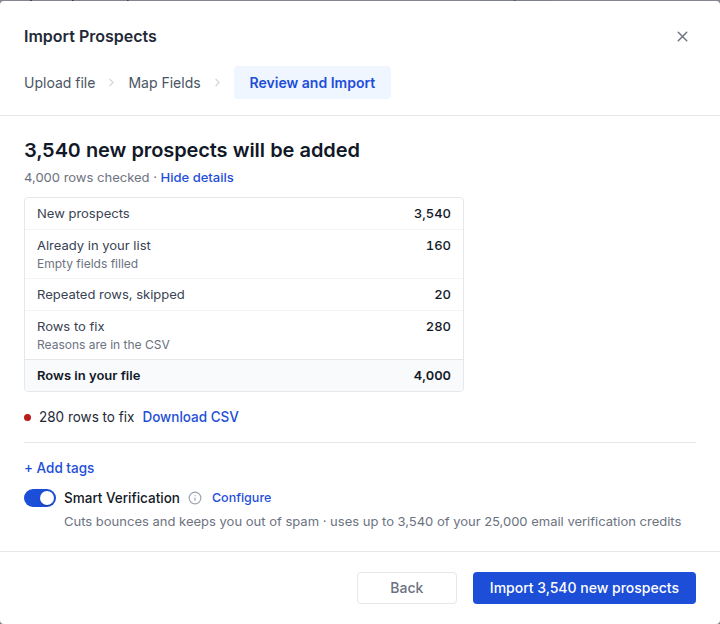 Import Prospects
Upload file
Map Fields
Review and Import
3,540 new prospects will be added
4,000 rows checked · Hide details
New prospects 3,540
Already in your list 160
Empty fields filled
Repeated rows, skipped 20
Rows to fix 280
Reasons are in the CSV
Rows in your file 4,000
280 rows to fix Download CSV
+ Add tags
Smart Verification Configure
Cuts bounces and keeps you out of spam · uses up to 3,540 of your 25,000 email verification credits
Back
Import 3,540 new prospects